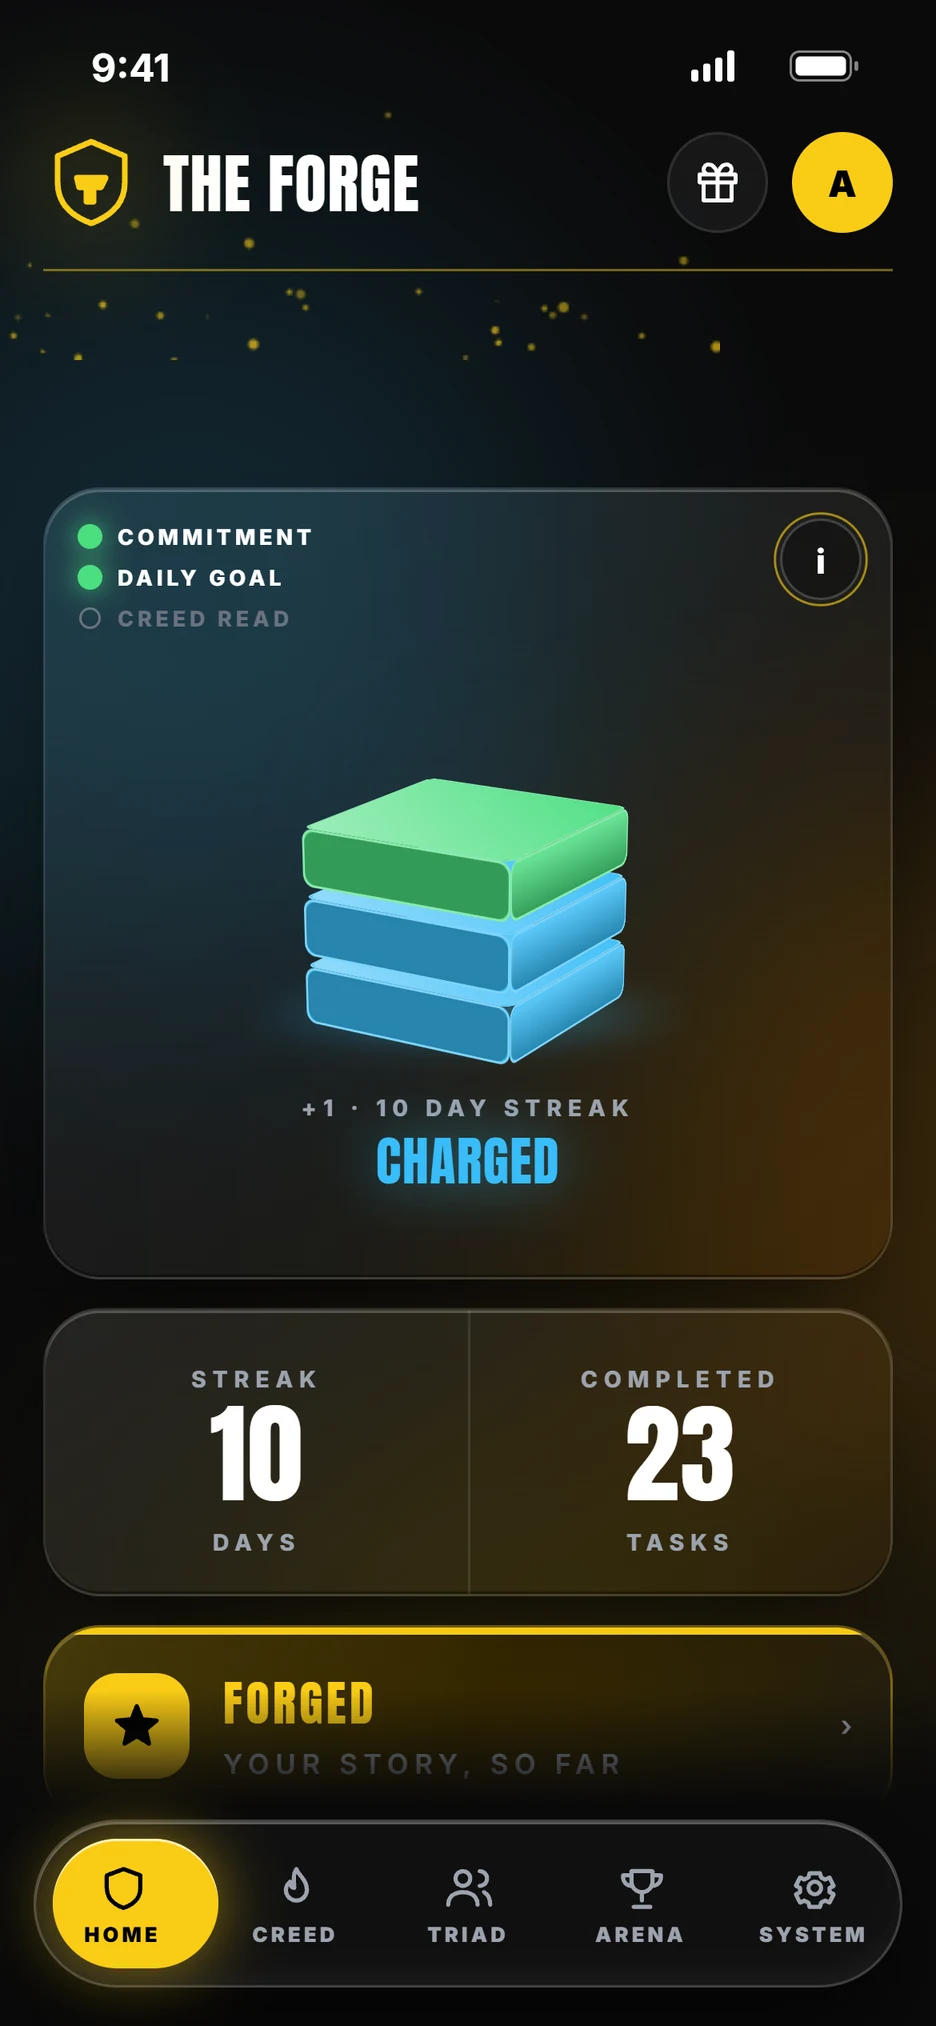 9:41
THE FORGE
A
COMMITMENT
i
DAILY GOAL
CREED READ
+1 · 10 DAY STREAK
CHARGED
STREAK
10
DAYS
COMPLETED
23
TASKS
FORGED
YOUR STORY, SO FAR
HOME
CREED
TRIAD
ARENA
SYSTEM